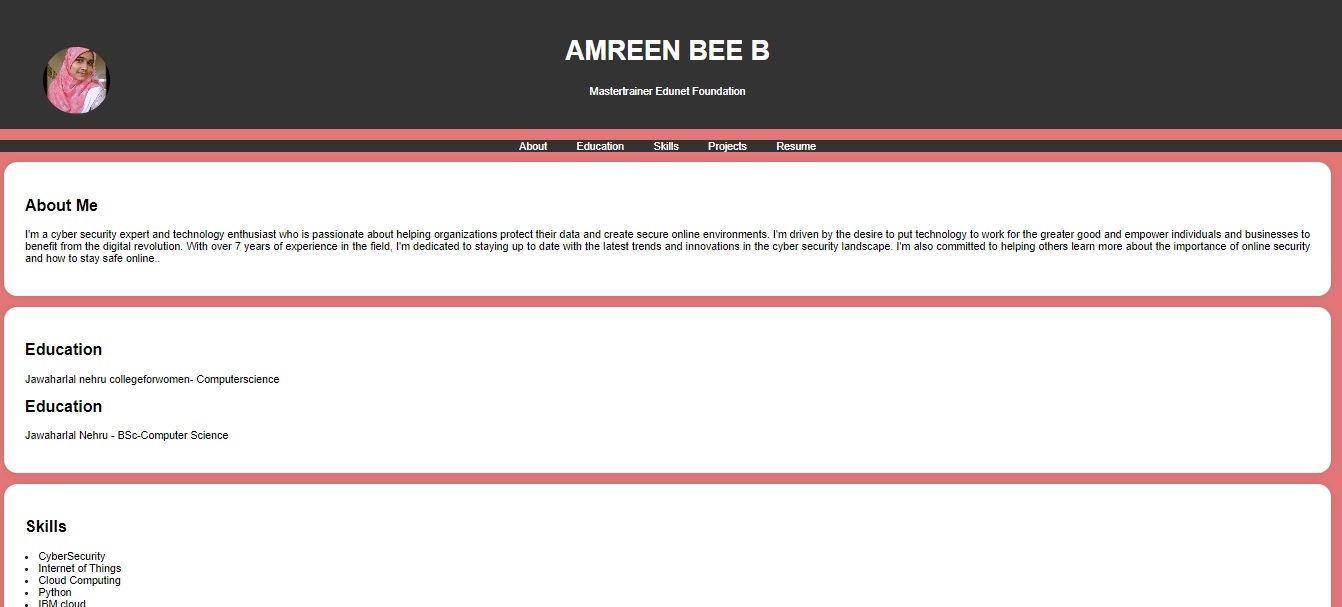 AMREEN BEE B
Mastertrainer Edunet Foundation
About Education Skills Projects Resume
About Me
I'm a cyber security expert and technology enthusiast who is passionate about helping organizations protect their data and create secure online environments. I'm driven by the desire to put technology to work for the greater good and empower individuals and businesses to
benefit from the digital revolution. With over 7 years of experience in the field, I'm dedicated to staying up to date with the latest trends and innovations in the cyber security landscape. I'm also committed to helping others learn more about the importance of online security
and how to stay safe online..
Education
Jawaharlal nehru collegeforwomen- Computerscience
Education
Jawaharlal Nehru - BSc-Computer Science
Skills
CyberSecurity
Internet of Things
Cloud Computing
Python
IBM cloud